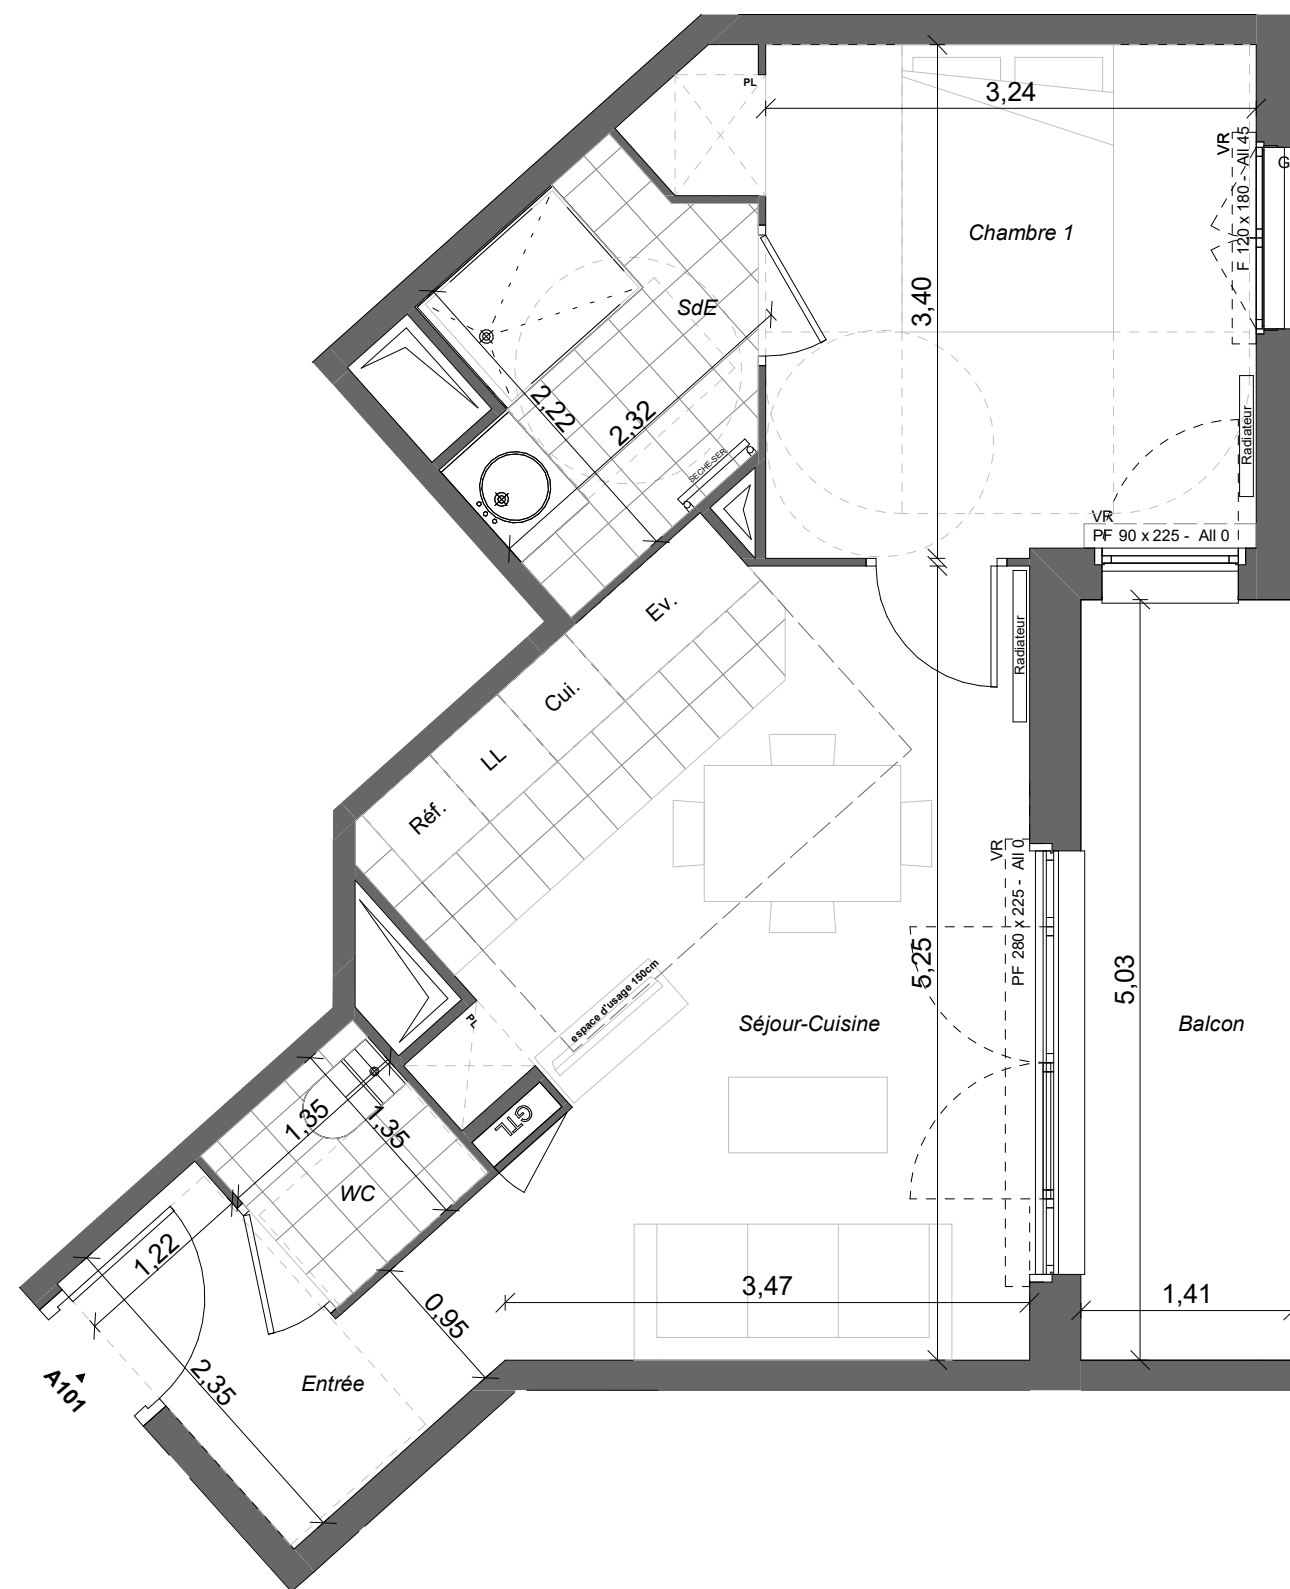 PL
3,24
VR
F 120 x 180 - All 45
G
Chambre 1
SdE
3,40
2,22
2,32
SECHE-SER
Radiateur
VR
PF 90 x 225 - All 0
Ev.
Radiateur
Cui.
LL
Réf.
VR
PF 280 x 225 - All 0
5,25
5,03
espace d'usage 150cm
PL
Séjour-Cuisine
Balcon
GTL
1,35
1,35
WC
1,22
3,47
1,41
0,95
2,35
Entrée
A101